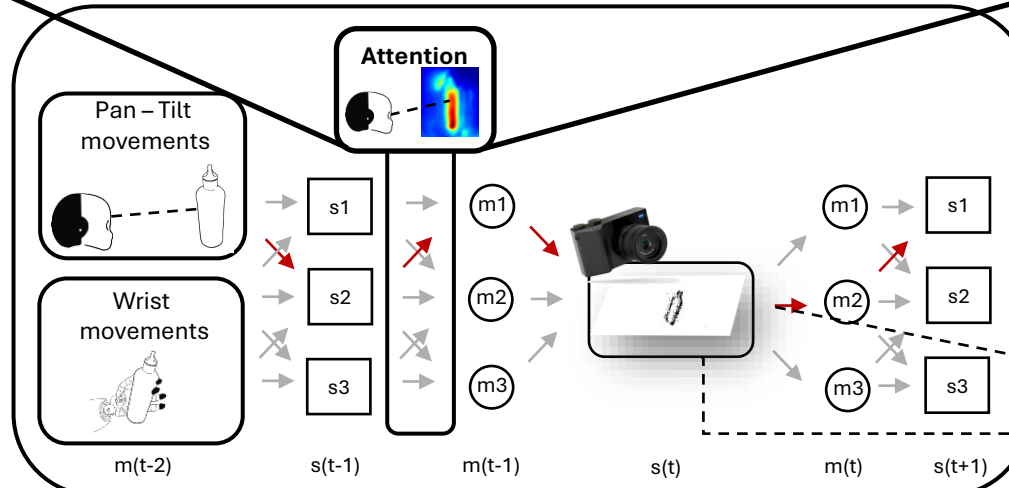 Attention
Pan – Tilt
movements
Wrist
movements
s1
s2
s3
m1
m2
m3
m1
m2
m3
s1
s2
s3
m(t-2)
s(t-1)
m(t-1)
s(t)
m(t)
s(t+1)